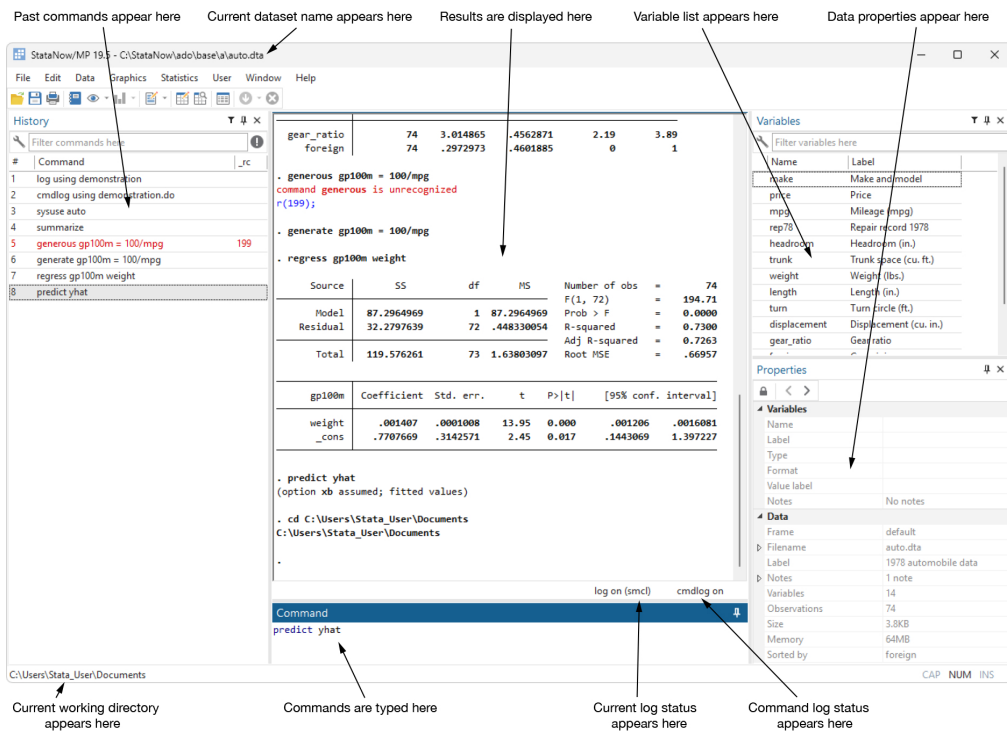 Past commands appear here
Current dataset name appears here
Results are displayed here
Variable list appears here
Data properties appear here
StataNow/MP 19.5 - C:\StataNow\ado\base\a\auto.dta
File Edit Data Graphics Statistics User Window Help
History
Filter commands here
# Command _rc
1 log using demonstration
2 cmdlog using demonstration.do
3 sysuse auto
4 summarize
5 generous gp100m = 100/mpg 199
6 generate gp100m = 100/mpg
7 regress gp100m weight
8 predict yhat
gear_ratio 74 3.014865 .4562871 2.19 3.89
foreign 74 .2972973 .4601885 0 1
. generous gp100m = 100/mpg
command generous is unrecognized
r(199);
. generate gp100m = 100/mpg
. regress gp100m weight
Source SS df MS Number of obs = 74
F(1, 72) = 194.71
Model 87.2964969 1 87.2964969 Prob > F = 0.0000
Residual 32.2797639 72 .448330054 R-squared = 0.7300
Adj R-squared = 0.7263
Total 119.576261 73 1.63803097 Root MSE = .66957
gp100m Coefficient Std. err. t P>|t| [95% conf. interval]
weight .001407 .0001008 13.95 0.000 .001206 .0016081
_cons .7707669 .3142571 2.45 0.017 .1443069 1.397227
. predict yhat
(option xb assumed; fitted values)
. cd C:\Users\Stata_User\Documents
C:\Users\Stata_User\Documents
.
log on (smcl) cmdlog on
Command
predict yhat
Variables
Filter variables here
Name Label
make Make and model
price Price
mpg Mileage (mpg)
rep78 Repair record 1978
headroom Headroom (in.)
trunk Trunk space (cu. ft.)
weight Weight (lbs.)
length Length (in.)
turn Turn circle (ft.)
displacement Displacement (cu. in.)
gear_ratio Gear ratio
Properties
Variables
Name
Label
Type
Format
Value label
Notes No notes
Data
Frame default
Filename auto.dta
Label 1978 automobile data
Notes 1 note
Variables 14
Observations 74
Size 3.8KB
Memory 64MB
Sorted by foreign
C:\Users\Stata_User\Documents
CAP NUM INS
Current working directory
appears here
Commands are typed here
Current log status
appears here
Command log status
appears here